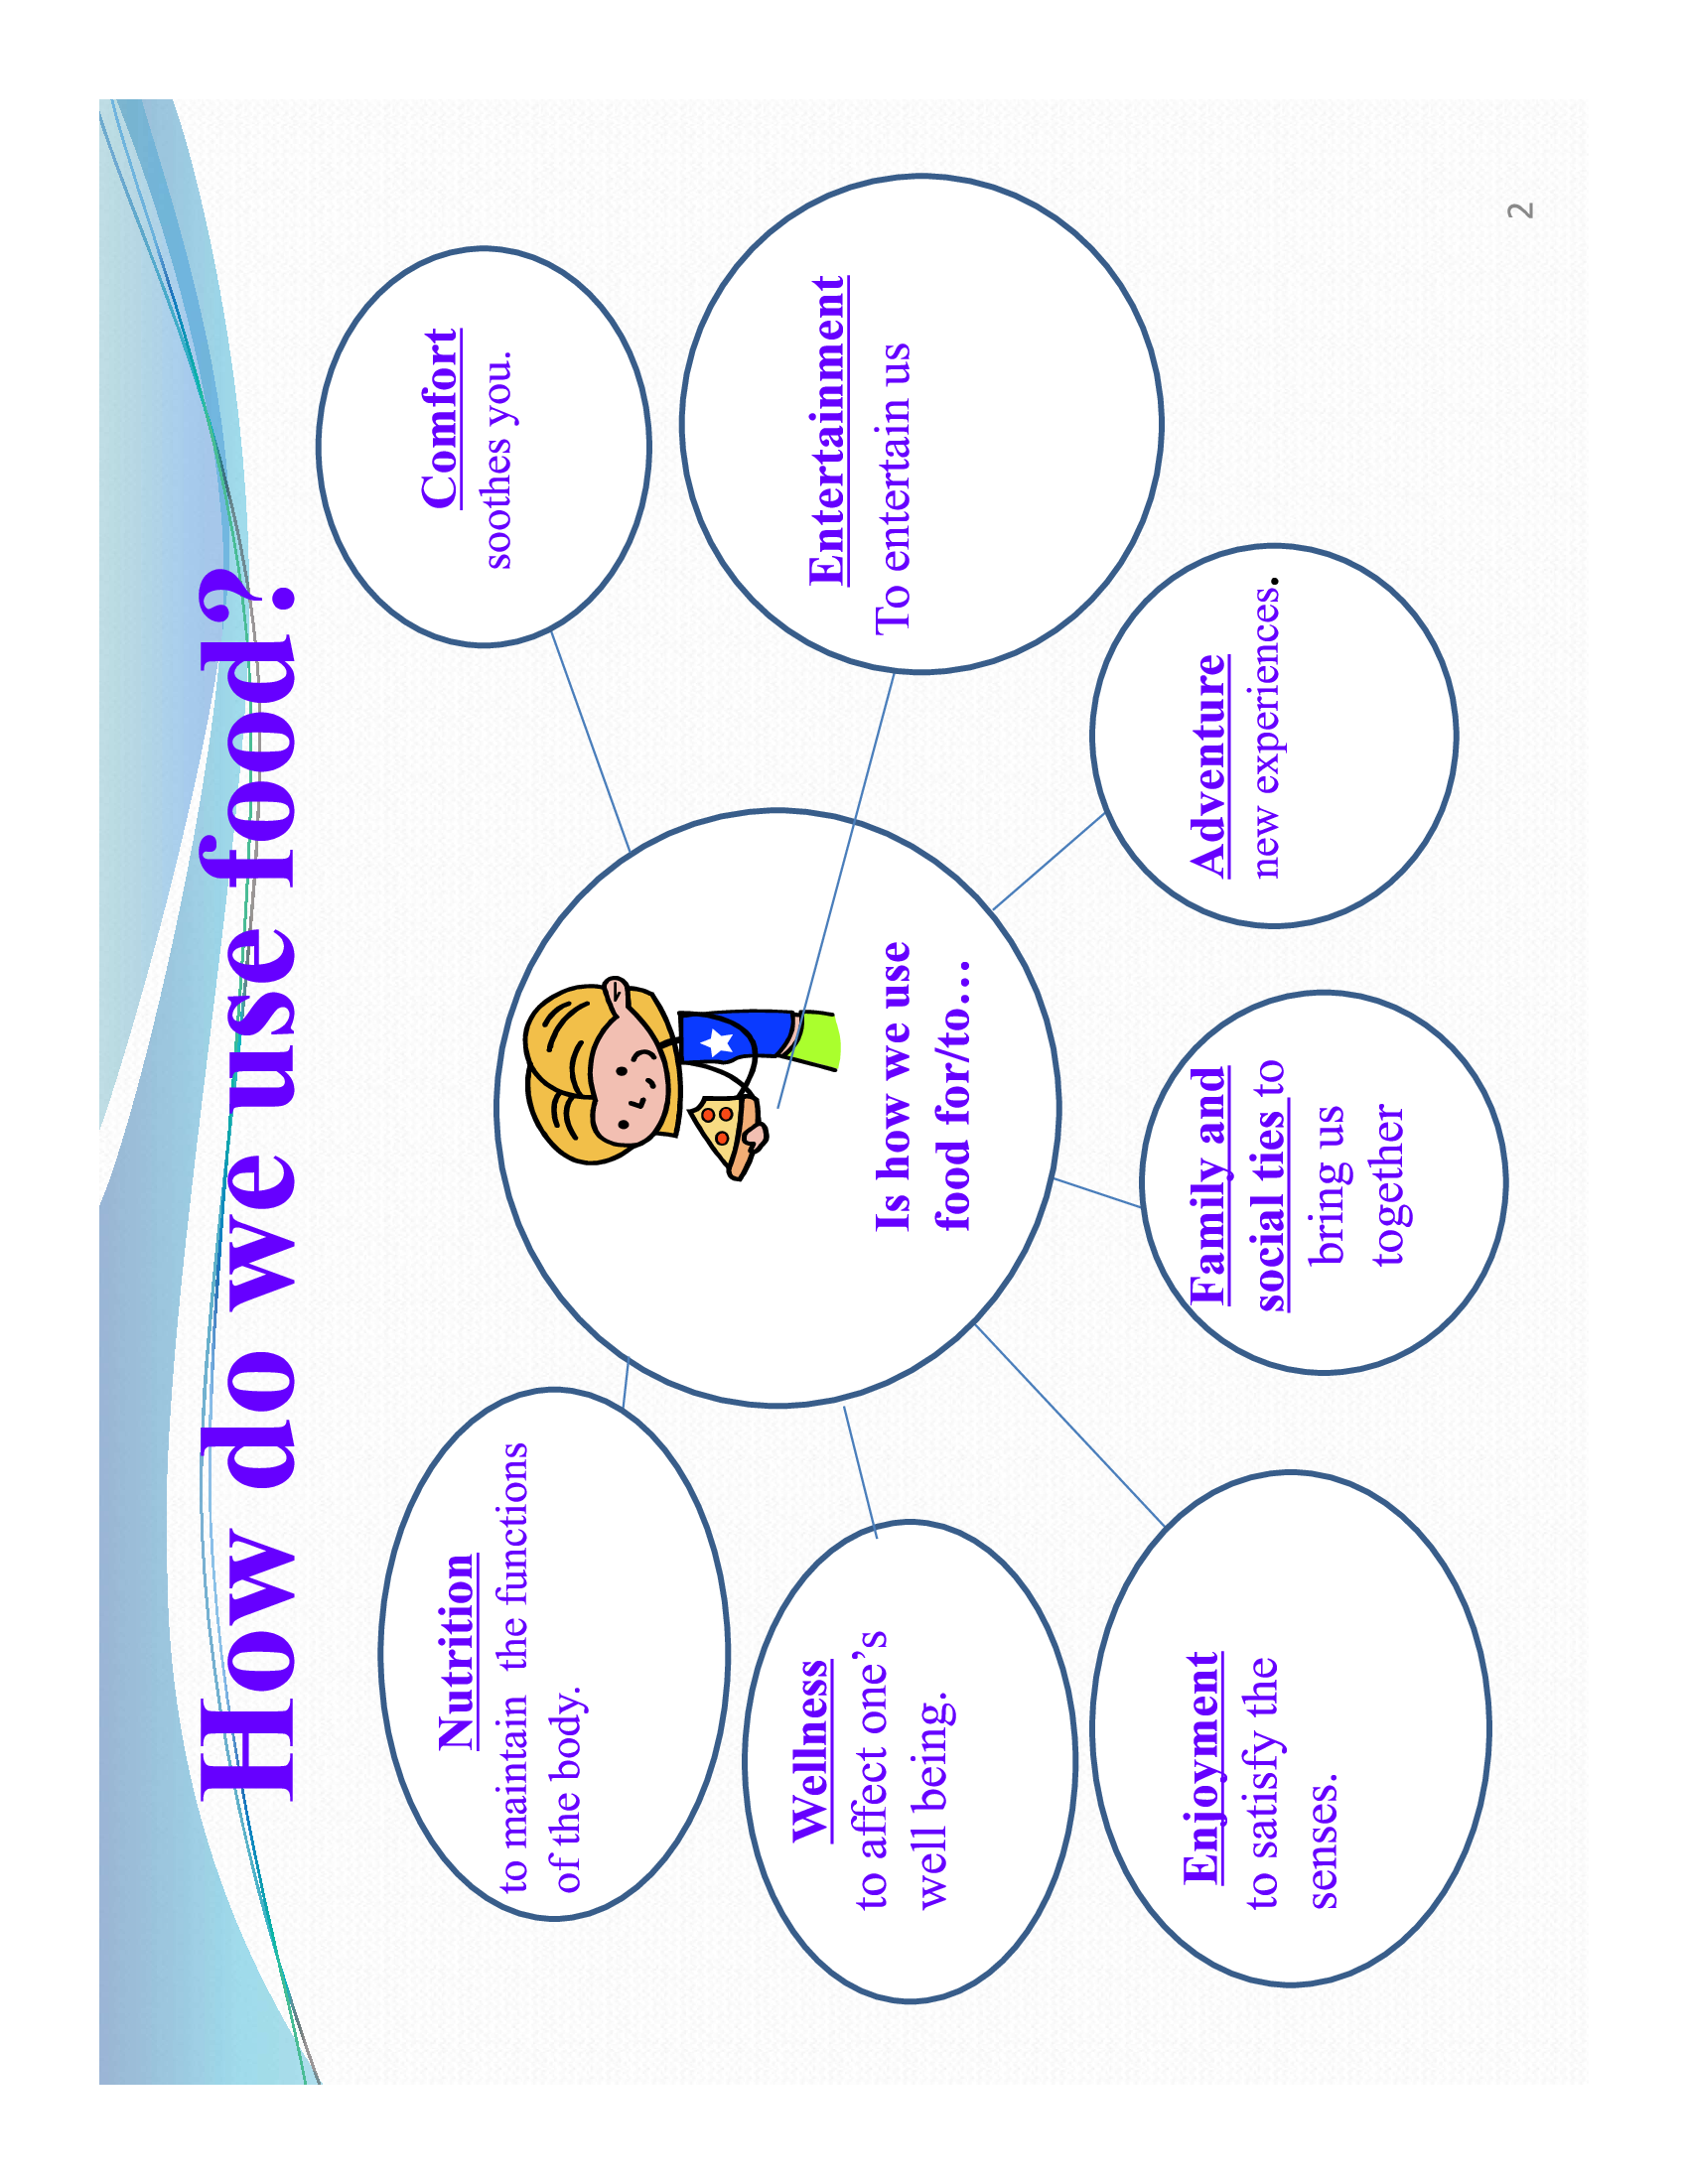 How do we use food?
Nutrition
to maintain the functions
of the body.
Comfort
soothes you.
Wellness
to affect one’s
well being.
Is how we use
food for/to…
Entertainment
To entertain us
Enjoyment
to satisfy the
senses.
Family and
social ties to
bring us
together
Adventure
new experiences.
2